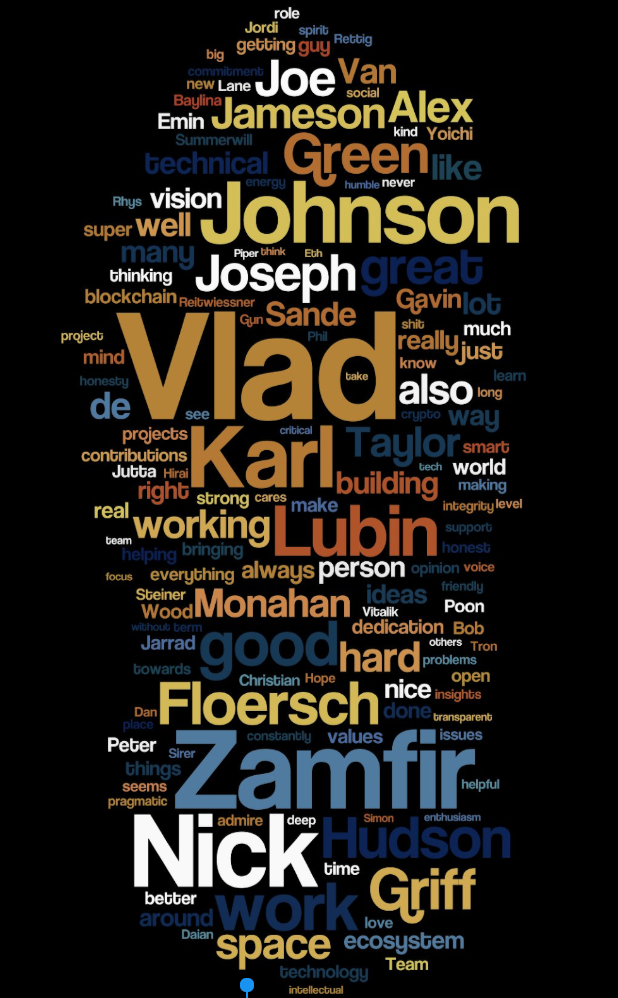 role
Jordi spirit
getting guy Rettig
big
commitment Joe Van
new Lane social
Baylina Jameson Alex
Emin kind Yoichi
Summerwill Green
technical like
energy humble never
Rhys vision Johnson
super well
many Piper think Eth
thinking Joseph great
blockchain Reitwiessner Gavin lot
Gun Sande shit much
project Vlad Phil really just
mind know
honesty take also long learn
de see crypto way
projects Karl critical Taylor smart
contributions tech world
Jutta Hirai building making
right strong cares make integrity level
real working Lubin support
team helping bringing honest
focus everything always person opinion voice
Steiner ideas friendly
Wood Monahan Vitalik Poon
without term dedication Bob
Jarrad good hard others Tron
towards problems
Christian Hope open
Dan Floersch nice insights
place done transparent
Peter Sirer constantly values issues
things Zamfir
seems helpful
pragmatic
admire deep Simon enthusiasm
Nick Hudson
time
better Griff
around work love
Daian space ecosystem
Team
technology
intellectual